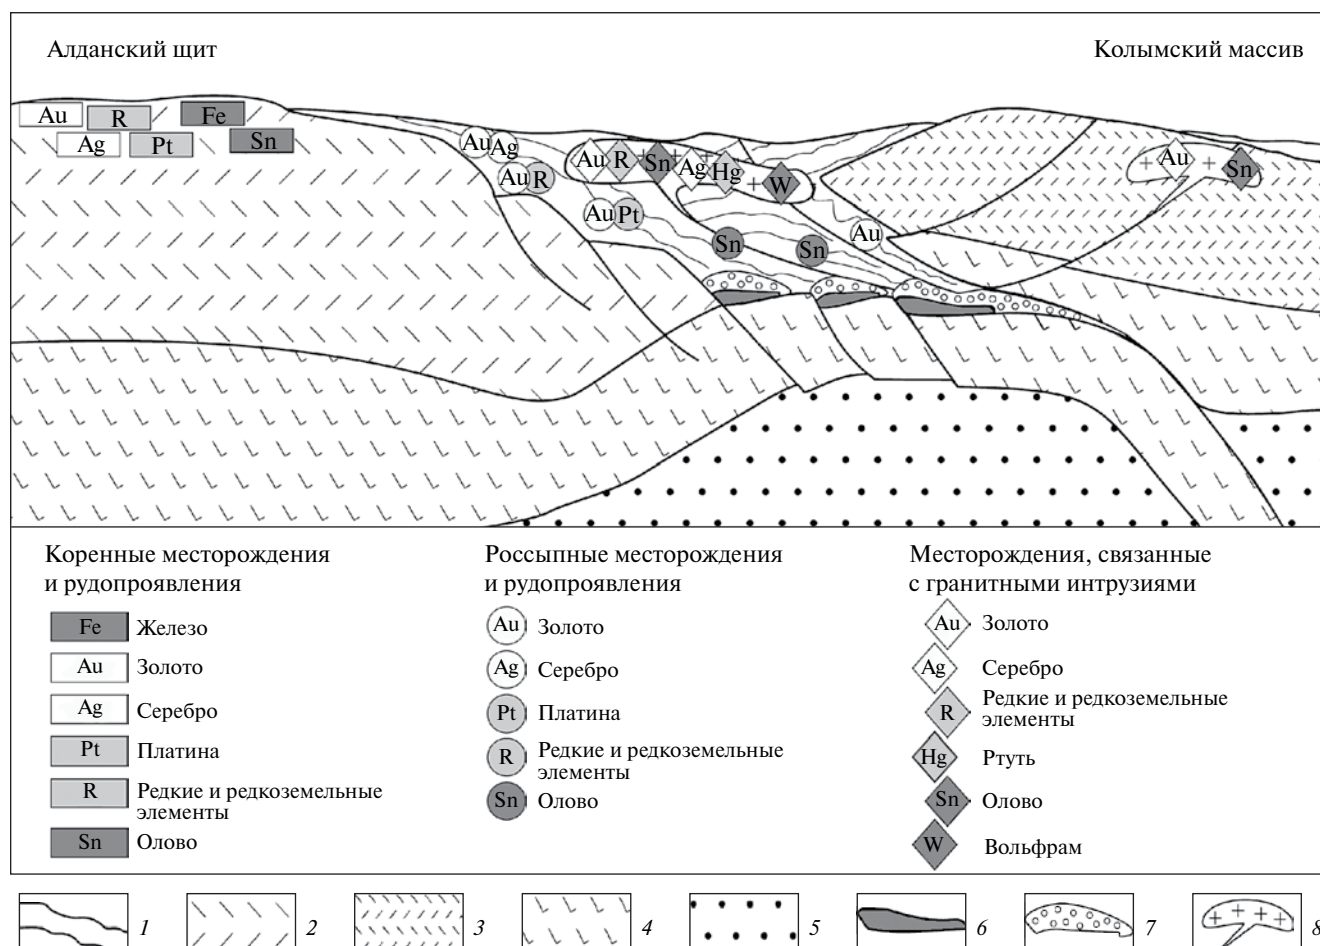 Алданский щит
Колымский массив
Au
R
Fe
Ag
Pt
Sn
Au
Ag
Au
R
Au
Pt
Au
R
Sn
Ag
Hg
W
Sn
Sn
Au
Au
Sn
Коренные месторождения
и рудопроявления
Fe
Железо
Au
Золото
Ag
Серебро
Pt
Платина
R
Редкие и редкоземельные
элементы
Sn
Олово
Россыпные месторождения
и рудопроявления
Au
Золото
Ag
Серебро
Pt
Платина
R
Редкие и редкоземельные
элементы
Sn
Олово
Месторождения, связанные
с гранитными интрузиями
Au
Золото
Ag
Серебро
R
Редкие и редкоземельные
элементы
Hg
Ртуть
Sn
Олово
W
Вольфрам
1
2
3
4
5
6
7
8